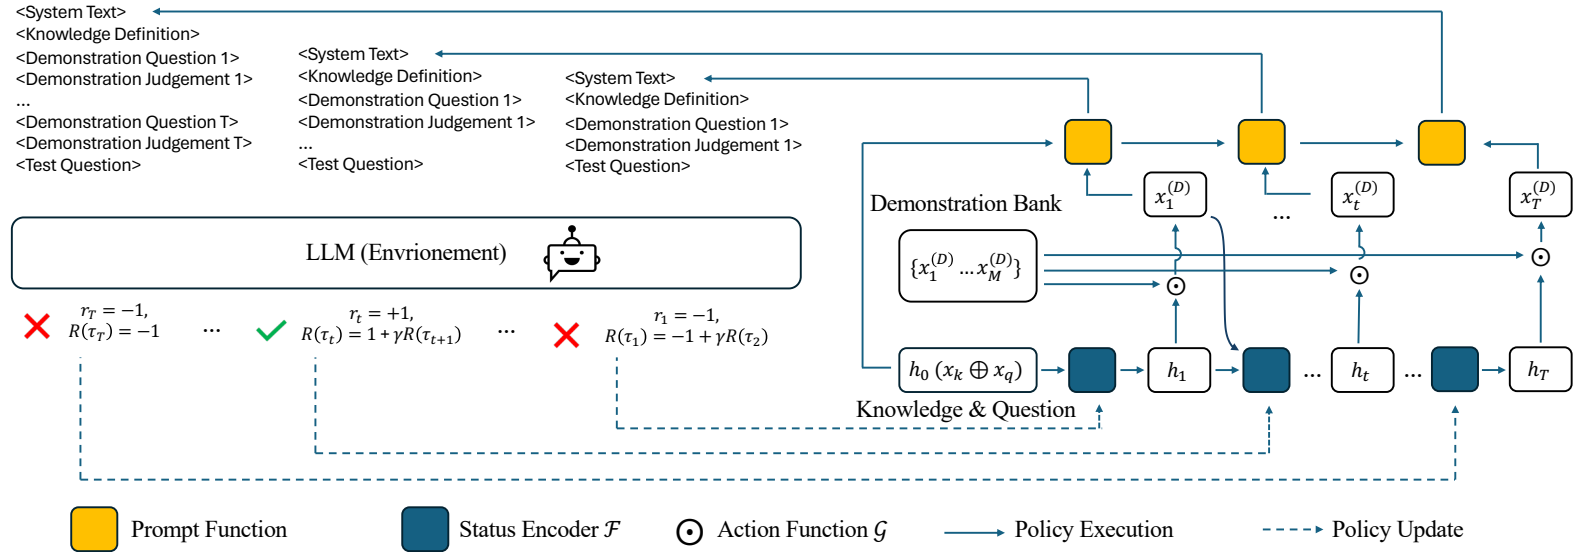 <System Text>
<Knowledge Definition>
<Demonstration Question 1>
<Demonstration Judgement 1>
...
<Demonstration Question T>
<Demonstration Judgement T>
<Test Question>
<System Text>
<Knowledge Definition>
<Demonstration Question 1>
<Demonstration Judgement 1>
...
<Test Question>
<System Text>
<Knowledge Definition>
<Demonstration Question 1>
<Demonstration Judgement 1>
<Test Question>
LLM (Envrionement)
r_T = −1,
R(τ_T) = −1
...
r_t = +1,
R(τ_t) = 1 + γR(τ_{t+1})
...
r_1 = −1,
R(τ_1) = −1 + γR(τ_2)
x_1^{(D)}
...
x_t^{(D)}
x_T^{(D)}
Demonstration Bank
{x_1^{(D)} … x_M^{(D)}}
h_0 (x_k ⊕ x_q)
h_1
...
h_t
...
h_T
Knowledge & Question
Prompt Function
Status Encoder ℱ
Action Function 𝒢
Policy Execution
Policy Update